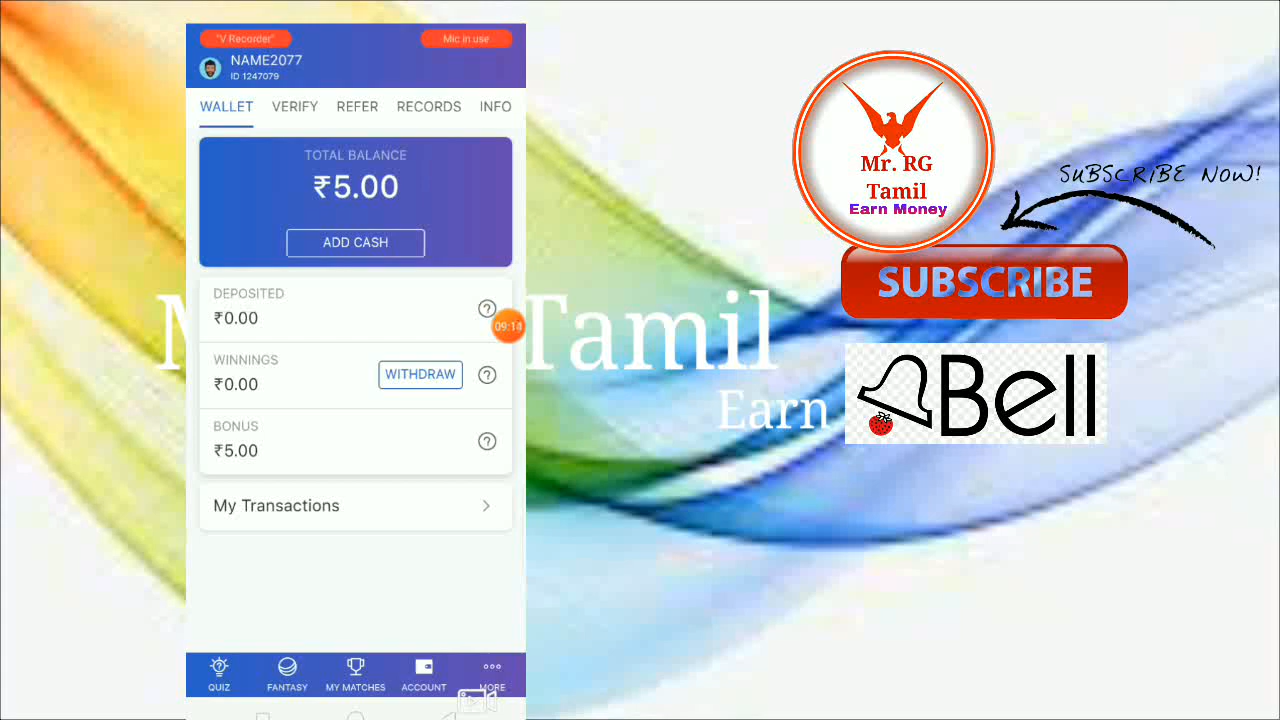 "V Recorder"
Mic in use
NAME2077
ID 1247079
WALLET VERIFY REFER RECORDS INFO
TOTAL BALANCE
₹5.00
ADD CASH
DEPOSITED
₹0.00
09:14
WINNINGS
₹0.00
WITHDRAW
BONUS
₹5.00
My Transactions
QUIZ FANTASY MY MATCHES ACCOUNT MORE
M
Tamil
Earn
Mr. RG
Tamil
Earn Money
SUBSCRIBE NOW!
SUBSCRIBE
Bell